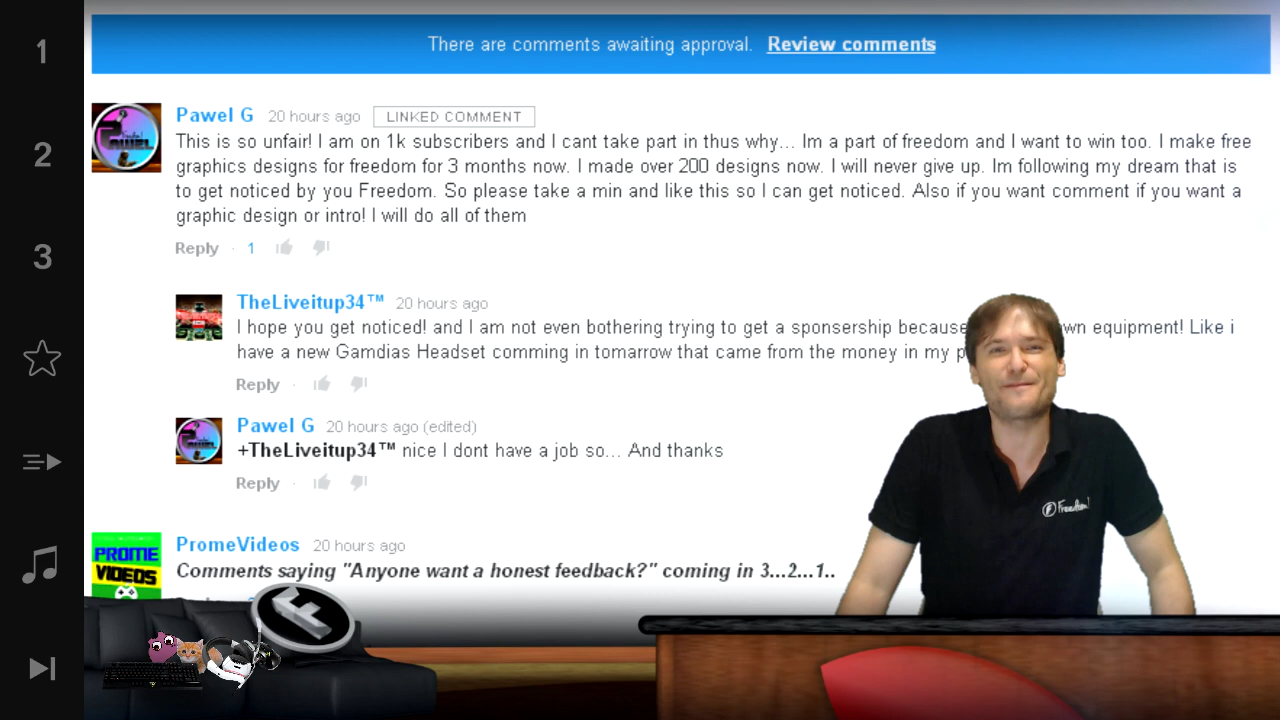 There are comments awaiting approval. Review comments
1
2
3
Pawel G 20 hours ago LINKED COMMENT
This is so unfair! I am on 1k subscribers and I cant take part in thus why... Im a part of freedom and I want to win too. I make free
graphics designs for freedom for 3 months now. I made over 200 designs now. I will never give up. Im following my dream that is
to get noticed by you Freedom. So please take a min and like this so I can get noticed. Also if you want comment if you want a
graphic design or intro! I will do all of them
Reply · 1
TheLiveitup34™ 20 hours ago
I hope you get noticed! and I am not even bothering trying to get a sponsership because wn equipment! Like i
have a new Gamdias Headset comming in tomarrow that came from the money in my p
Reply ·
Pawel G 20 hours ago (edited)
+TheLiveitup34™ nice I dont have a job so... And thanks
Reply ·
PROME
VIDEOS
PromeVideos 20 hours ago
Comments saying "Anyone want a honest feedback?" coming in 3...2...1..
Freedom!